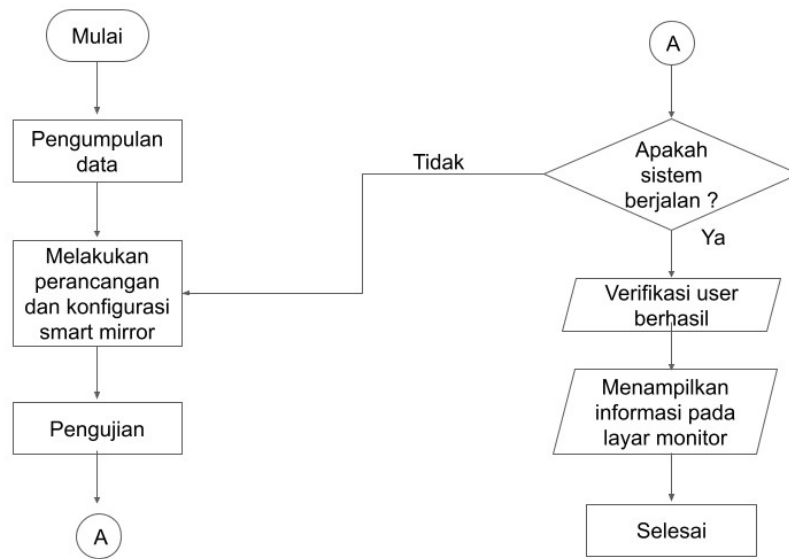 Mulai
Pengumpulan
data
Melakukan
perancangan
dan konfigurasi
smart mirror
Pengujian
A
A
Apakah
sistem
berjalan ?
Tidak
Ya
Verifikasi user
berhasil
Menampilkan
informasi pada
layar monitor
Selesai